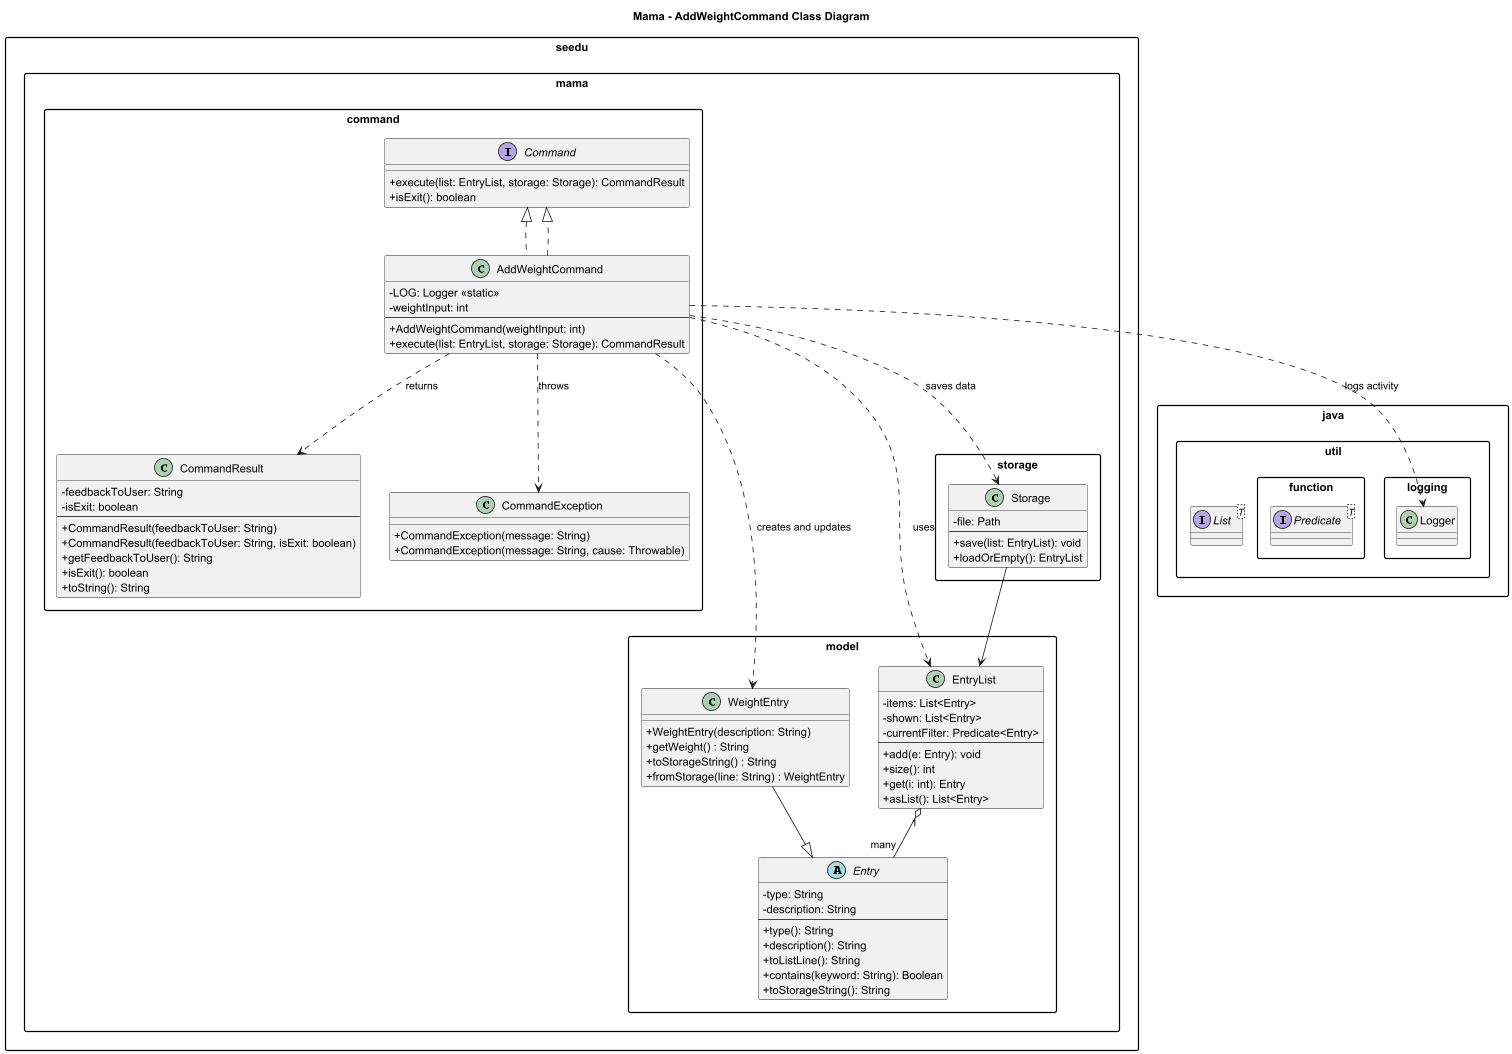 Mama - AddWeightCommand Class Diagram
seedu
mama
command
I Command
+execute(list: EntryList, storage: Storage): CommandResult
+isExit(): boolean
C AddWeightCommand
-LOG: Logger «static»
-weightInput: int
+AddWeightCommand(weightInput: int)
+execute(list: EntryList, storage: Storage): CommandResult
returns
throws
saves data
logs activity
C CommandResult
-feedbackToUser: String
-isExit: boolean
+CommandResult(feedbackToUser: String)
+CommandResult(feedbackToUser: String, isExit: boolean)
+getFeedbackToUser(): String
+isExit(): boolean
+toString(): String
C CommandException
+CommandException(message: String)
+CommandException(message: String, cause: Throwable)
creates and updates
uses
storage
C Storage
-file: Path
+save(list: EntryList): void
+loadOrEmpty(): EntryList
java
util
I List T
function
I Predicate T
logging
C Logger
model
C WeightEntry
+WeightEntry(description: String)
+getWeight() : String
+toStorageString() : String
+fromStorage(line: String) : WeightEntry
C EntryList
-items: List<Entry>
-shown: List<Entry>
-currentFilter: Predicate<Entry>
+add(e: Entry): void
+size(): int
+get(i: int): Entry
+asList(): List<Entry>
1
many
A Entry
-type: String
-description: String
+type(): String
+description(): String
+toListLine(): String
+contains(keyword: String): Boolean
+toStorageString(): String